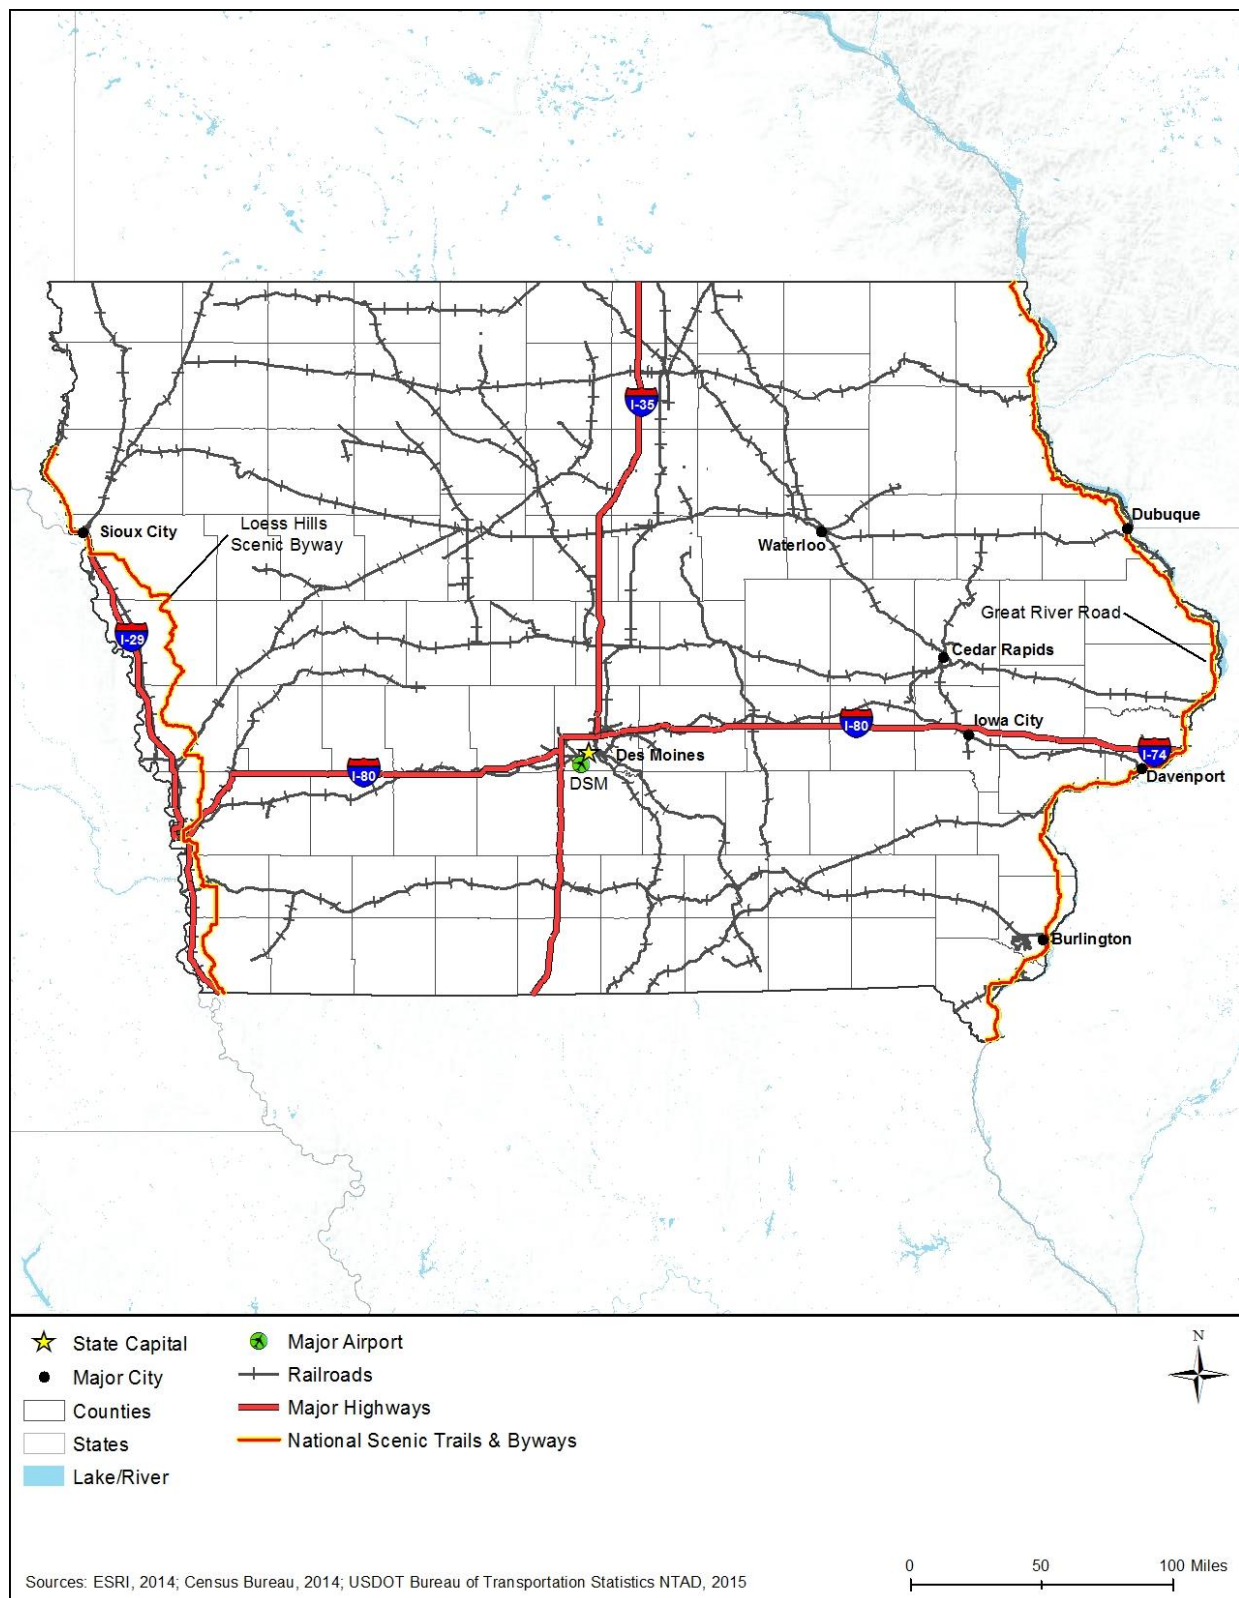 I-35
Sioux City
Loess Hills
Scenic Byway
Dubuque
Waterloo
Great River Road
I-29
Cedar Rapids
I-80
Iowa City
Des Moines
I-74
I-80
DSM
Davenport
Burlington
State Capital
Major City
Counties
States
Lake/River
Major Airport
Railroads
Major Highways
National Scenic Trails & Byways
N
0 50 100 Miles
Sources: ESRI, 2014; Census Bureau, 2014; USDOT Bureau of Transportation Statistics NTAD, 2015